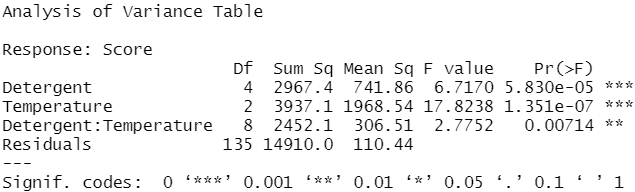 Analysis of Variance Table
Response: Score
Df Sum Sq Mean Sq F value Pr(>F)
Detergent 4 2967.4 741.86 6.7170 5.830e-05 ***
Temperature 2 3937.1 1968.54 17.8238 1.351e-07 ***
Detergent:Temperature 8 2452.1 306.51 2.7752 0.00714 **
Residuals 135 14910.0 110.44
---
Signif. codes: 0 ‘***’ 0.001 ‘**’ 0.01 ‘*’ 0.05 ‘.’ 0.1 ‘ ’ 1